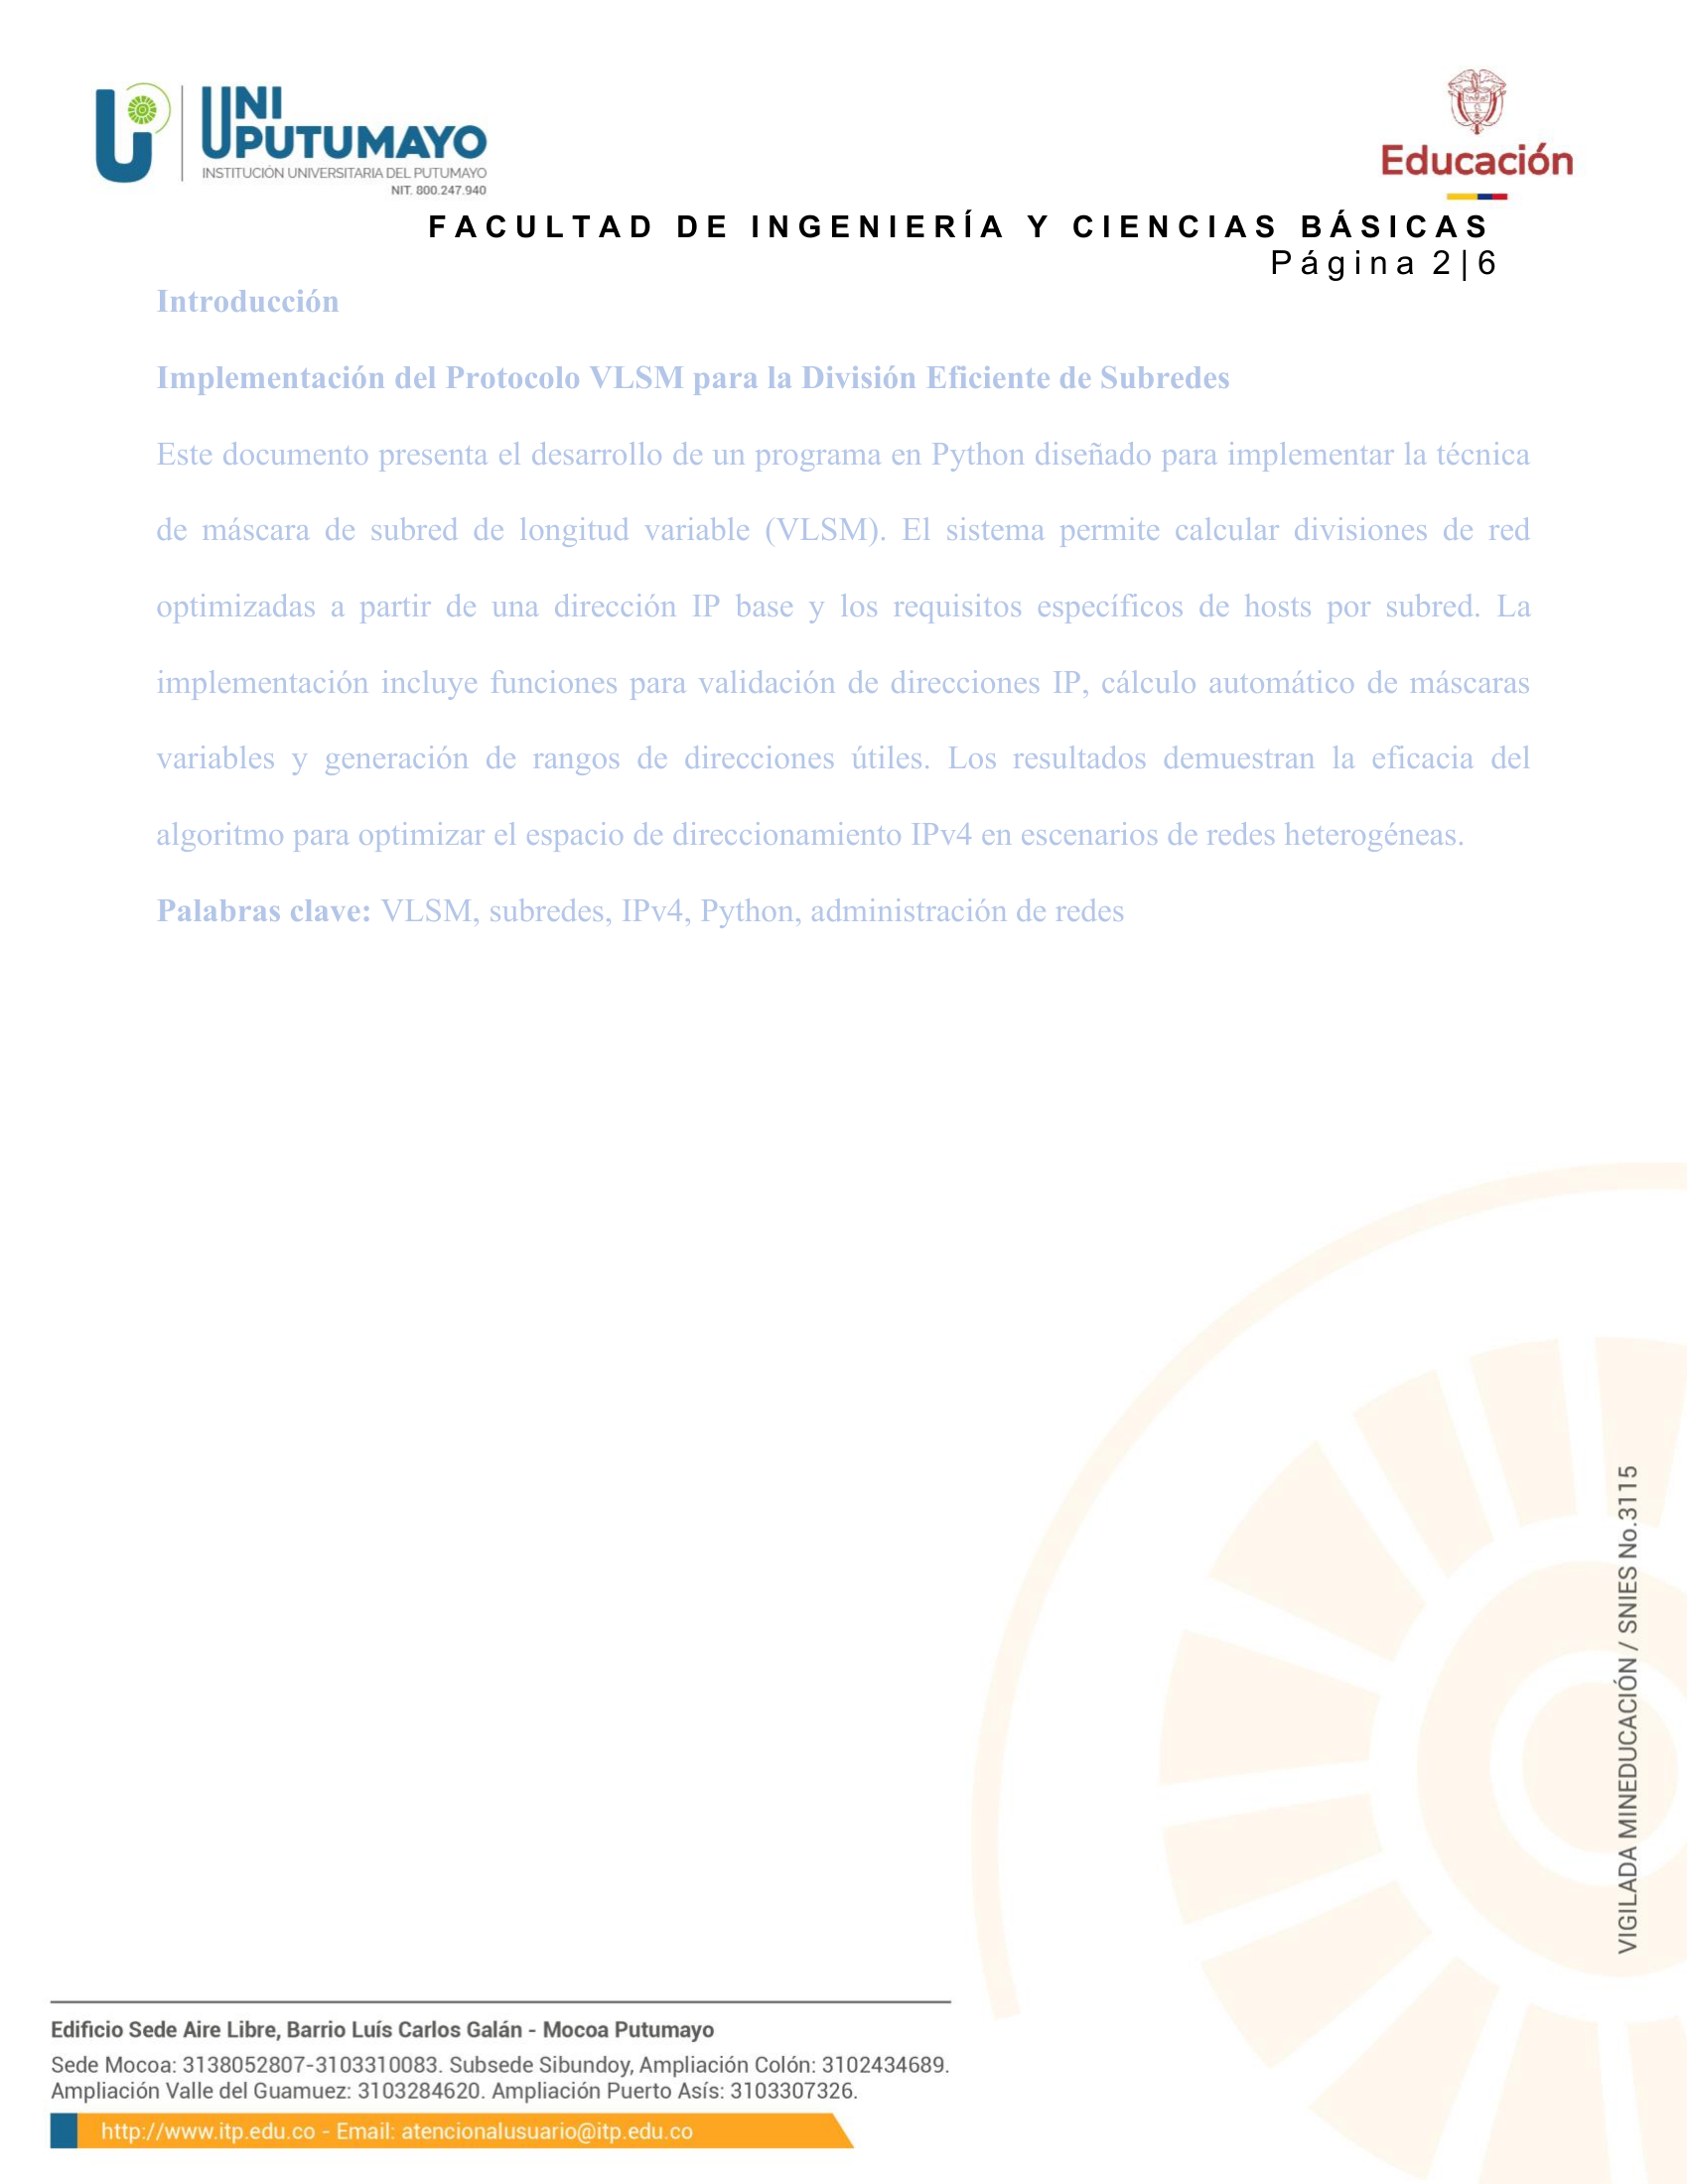 UNI
PUTUMAYO
INSTITUCIÓN UNIVERSITARIA DEL PUTUMAYO
NIT. 800.247.940
Educación
FACULTAD DE INGENIERÍA Y CIENCIAS BÁSICAS
Página 2|6
Introducción
Implementación del Protocolo VLSM para la División Eficiente de Subredes
Este documento presenta el desarrollo de un programa en Python diseñado para implementar la técnica
de máscara de subred de longitud variable (VLSM). El sistema permite calcular divisiones de red
optimizadas a partir de una dirección IP base y los requisitos específicos de hosts por subred. La
implementación incluye funciones para validación de direcciones IP, cálculo automático de máscaras
variables y generación de rangos de direcciones útiles. Los resultados demuestran la eficacia del
algoritmo para optimizar el espacio de direccionamiento IPv4 en escenarios de redes heterogéneas.
Palabras clave: VLSM, subredes, IPv4, Python, administración de redes
VIGILADA MINEDUCACIÓN / SNIES No.3115
Edificio Sede Aire Libre, Barrio Luís Carlos Galán - Mocoa Putumayo
Sede Mocoa: 3138052807-3103310083. Subsede Sibundoy, Ampliación Colón: 3102434689.
Ampliación Valle del Guamuez: 3103284620. Ampliación Puerto Asís: 3103307326.
http://www.itp.edu.co - Email: atencionalusuario@itp.edu.co